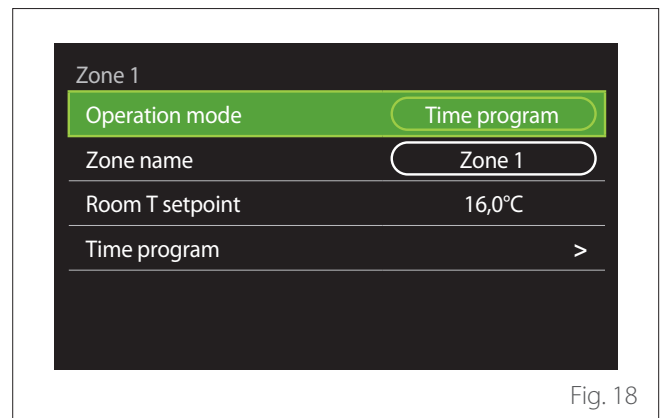 Zone 1
Operation mode Time program
Zone name Zone 1
Room T setpoint 16,0°C
Time program >
Fig. 18